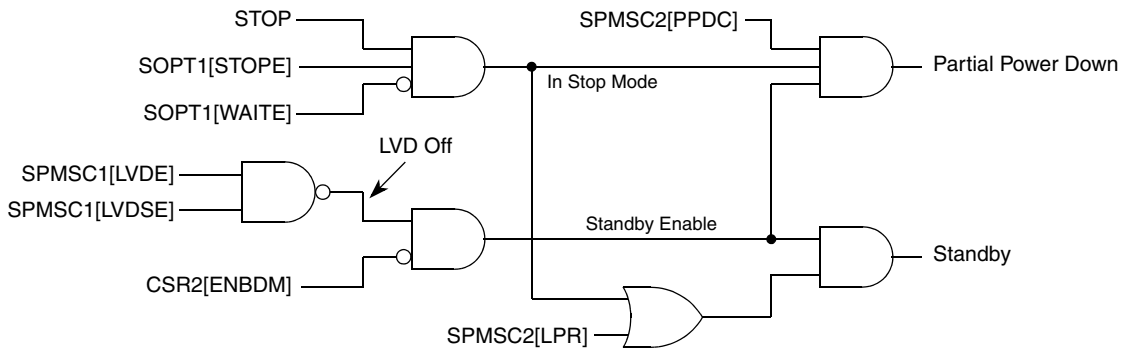 STOP
SPMSC2[PPDC]
SOPT1[STOPE]
Partial Power Down
In Stop Mode
SOPT1[WAITE]
LVD Off
SPMSC1[LVDE]
SPMSC1[LVDSE]
Standby Enable
Standby
CSR2[ENBDM]
SPMSC2[LPR]